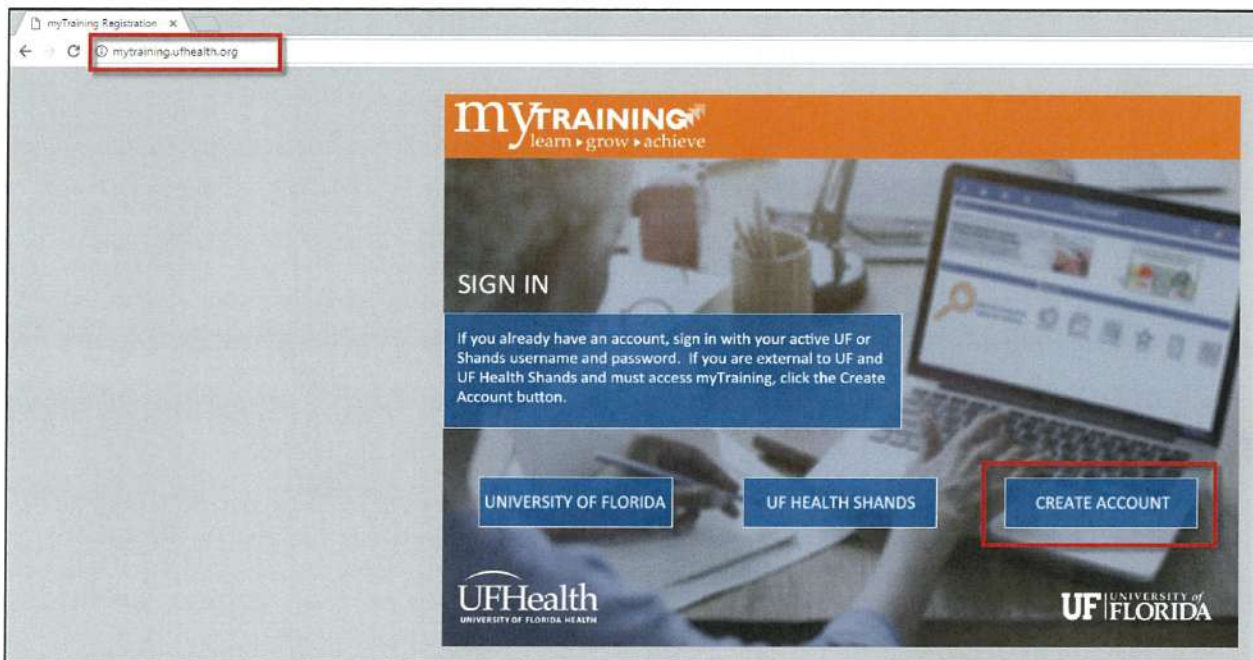 myTraining Registration
mytraining.ufhealth.org
myTRAINING
learn ▸ grow ▸ achieve
SIGN IN
If you already have an account, sign in with your active UF or
Shands username and password. If you are external to UF and
UF Health Shands and must access myTraining, click the Create
Account button.
UNIVERSITY OF FLORIDA
UF HEALTH SHANDS
CREATE ACCOUNT
UFHealth
UNIVERSITY OF FLORIDA HEALTH
UF UNIVERSITY of
FLORIDA